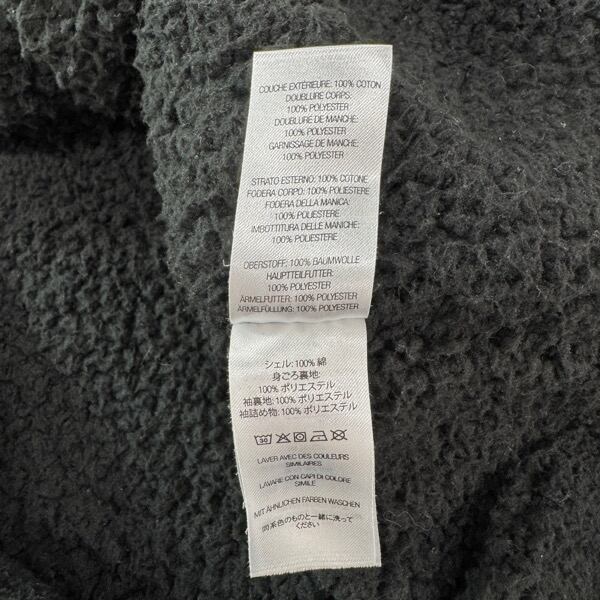 COUCHE EXTÉRIEURE: 100% COTON
DOUBLURE CORPS:
100% POLYESTER
DOUBLURE DE MANCHE:
100% POLYESTER
GARNISSAGE DE MANCHE:
100% POLYESTER
STRATO ESTERNO: 100% COTONE
FODERA CORPO: 100% POLIESTERE
FODERA DELLA MANICA:
100% POLIESTERE
IMBOTTITURA DELLE MANICHE:
100% POLIESTERE
OBERSTOFF: 100% BAUMWOLLE
HAUPTTEILFUTTER:
100% POLYESTER
ÄRMELFUTTER: 100% POLYESTER
ÄRMELFÜLLUNG: 100% POLYESTER
シェル: 100% 綿
身ごろ裏地:
100% ポリエステル
袖裏地: 100% ポリエステル
袖詰め物: 100% ポリエステル
30
LAVER AVEC DES COULEURS
SIMILAIRES
LAVARE CON CAPI DI COLORE
SIMILE
MIT ÄHNLICHEN FARBEN WASCHEN
同系色のものと一緒に洗って
ください